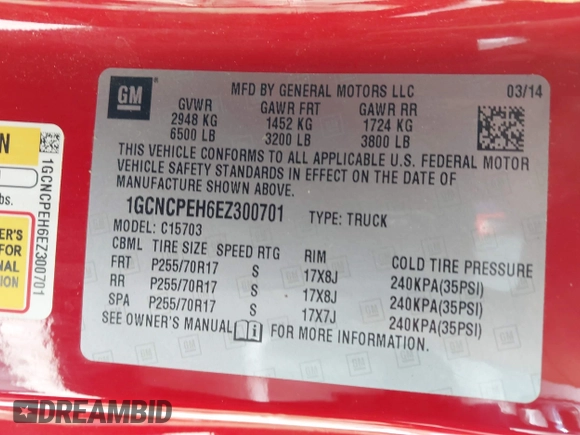 GM
MFD BY GENERAL MOTORS LLC 03/14
GVWR GAWR FRT GAWR RR
2948 KG 1452 KG 1724 KG
6500 LB 3200 LB 3800 LB
THIS VEHICLE CONFORMS TO ALL APPLICABLE U.S. FEDERAL MOTOR
VEHICLE SAFETY STANDARDS IN EFFECT ON THE DATE OF
MANUFACTURE SHOWN ABOVE.
1GCNCPEH6EZ300701 TYPE: TRUCK
MODEL: C15703
CBML TIRE SIZE SPEED RTG RIM COLD TIRE PRESSURE
FRT P255/70R17 S 17X8J 240KPA(35PSI)
RR P255/70R17 S 17X8J 240KPA(35PSI)
SPA P255/70R17 S 17X7J 240KPA(35PSI)
SEE OWNER'S MANUAL FOR MORE INFORMATION.
1GCNCPEH6EZ300701
DREAMBID